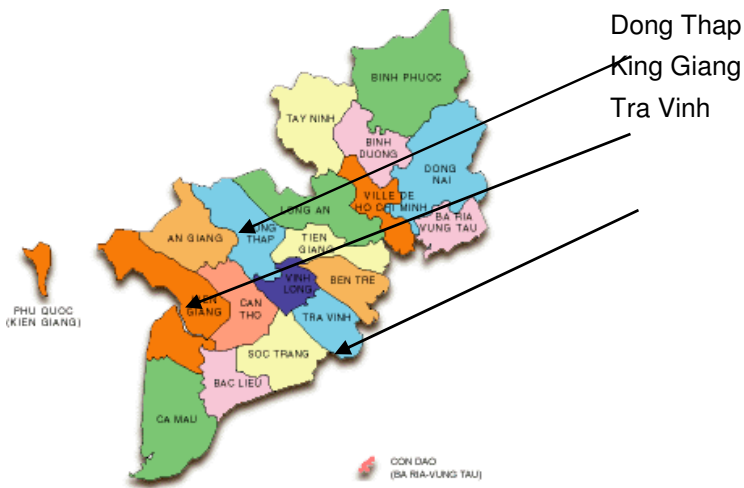 Dong Thap
King Giang
Tra Vinh
BINH PHUOC
TAY NINH
BINH
DUONG
DONG
NAI
VILLE DE
HO CHI MINH
BA RIA
VUNG TAU
LONG AN
AN GIANG
THAP
TIEN
GIANG
VINH
LONG
BEN TRE
GIANG
CAN
THO
TRA VINH
PHU QUOC
(KIEN GIANG)
SOC TRANG
BAC LIEU
CA MAU
CON DAO
(BA RIA-VUNG TAU)